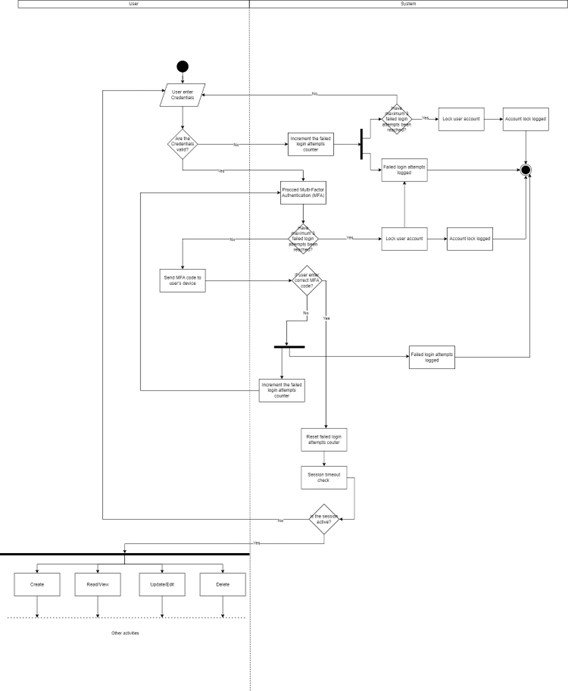 User
System
User enter
Credentials
No
Have
maximum 3
failed login
attempts been
reached?
Yes
Lock user account
Account lock logged
Are the
Credentials
valid?
No
Increment the failed
login attempts
counter
Failed login attempts
logged
Yes
Proceed Multi-Factor
Authentication (MFA)
Have
maximum 3
failed login
attempts been
reached?
No
Yes
Lock user account
Account lock logged
Send MFA code to
user's device
user enter
correct MFA
code?
No
Yes
Failed login attempts
logged
Increment the failed
login attempts
counter
Reset failed login
attempts couter
Session timeout
check
Is the session
active?
No
Yes
Create
Read/View
Update/Edit
Delete
Other activities